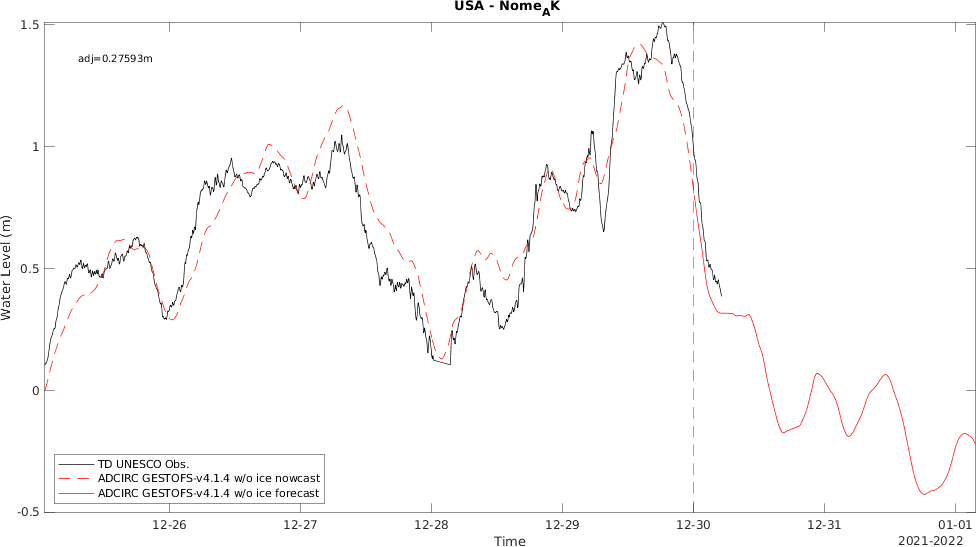 USA - Nome_AK
adj=0.27593m
1.5
1
0.5
0
-0.5
Water Level (m)
TD UNESCO Obs.
ADCIRC GESTOFS-v4.1.4 w/o ice nowcast
ADCIRC GESTOFS-v4.1.4 w/o ice forecast
12-26 12-27 12-28 12-29 12-30 12-31 01-01
Time
2021-2022